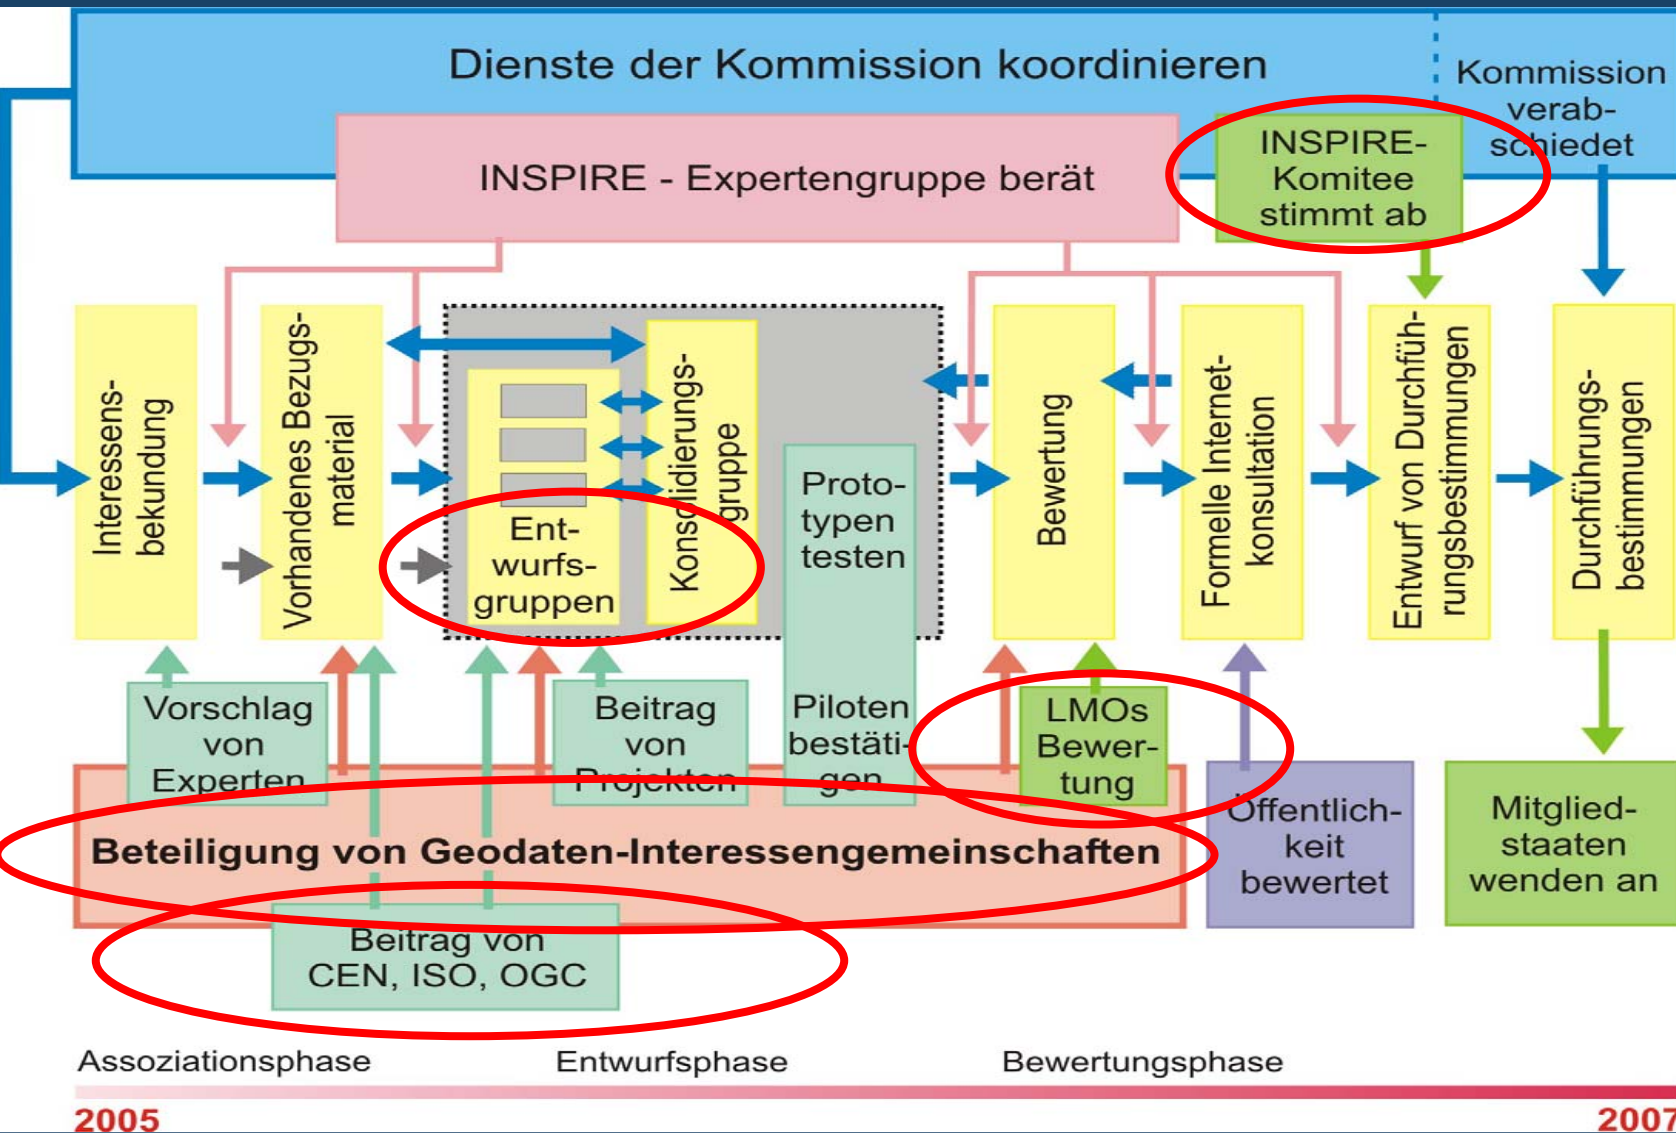 Dienste der Kommission koordinieren
Kommission
verab-
schiedet
INSPIRE - Expertengruppe berät
INSPIRE-
Komitee
stimmt ab
Interessens-
bekundung
Vorhandenes Bezugs-
material
Ent-
wurfs-
gruppen
Konsolidierungs-
gruppe
Proto-
typen
testen
Piloten
bestäti-
gen
Bewertung
Formelle Internet-
konsultation
Entwurf von Durchfüh-
rungsbestimmungen
Durchführungs-
bestimmungen
Vorschlag
von
Experten
Beitrag
von
Projekten
LMOs
Bewer-
tung
Öffentlich-
keit
bewertet
Mitglied-
staaten
wenden an
Beteiligung von Geodaten-Interessengemeinschaften
Beitrag von
CEN, ISO, OGC
Assoziationsphase
Entwurfsphase
Bewertungsphase
2005
2007